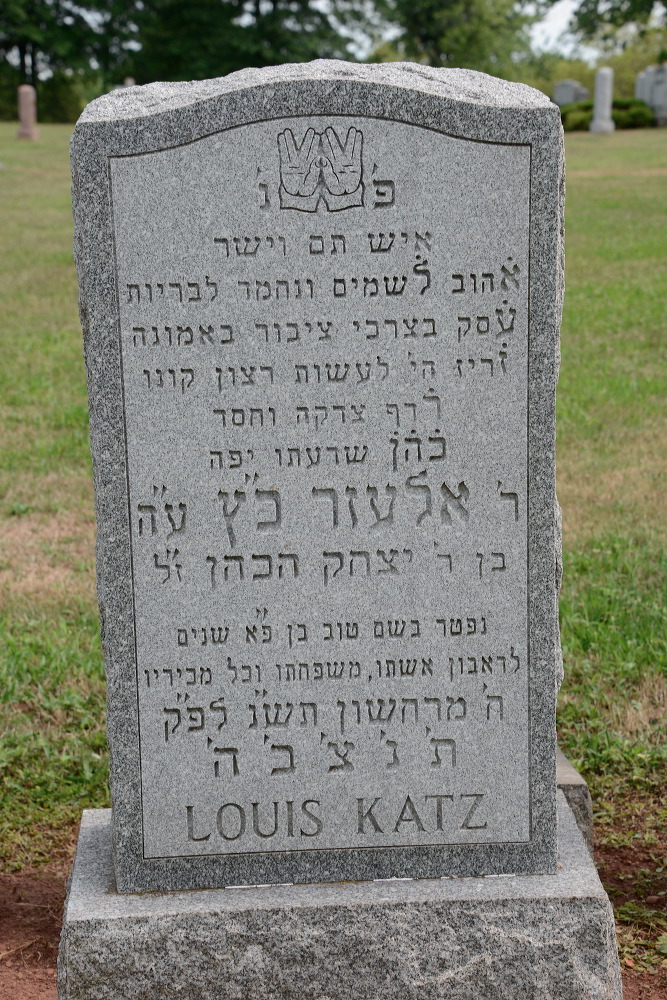 פ' נ'
איש תם וישר
אהוב לשמים ונחמד לבריות
עסק בצרכי ציבור באמונה
זריז הי' לעשות רצון קונו
רדף צדקה וחסד
כהן שרעתו יפה
ר' אלעזר כ״ץ ע״ה
בן ר' יצחק הכהן ז״ל
נפטר בשם טוב בן פ״א שנים
לדאבון אשתו, משפחתו וכל מכיריו
ה' מרחשון תש״נ לפ״ק
ת' נ' צ' ב' ה'
LOUIS KATZ